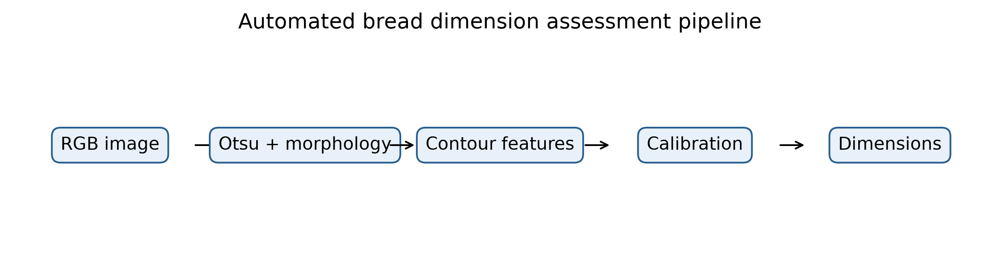 Automated bread dimension assessment pipeline
RGB image
Otsu + morphology
Contour features
Calibration
Dimensions